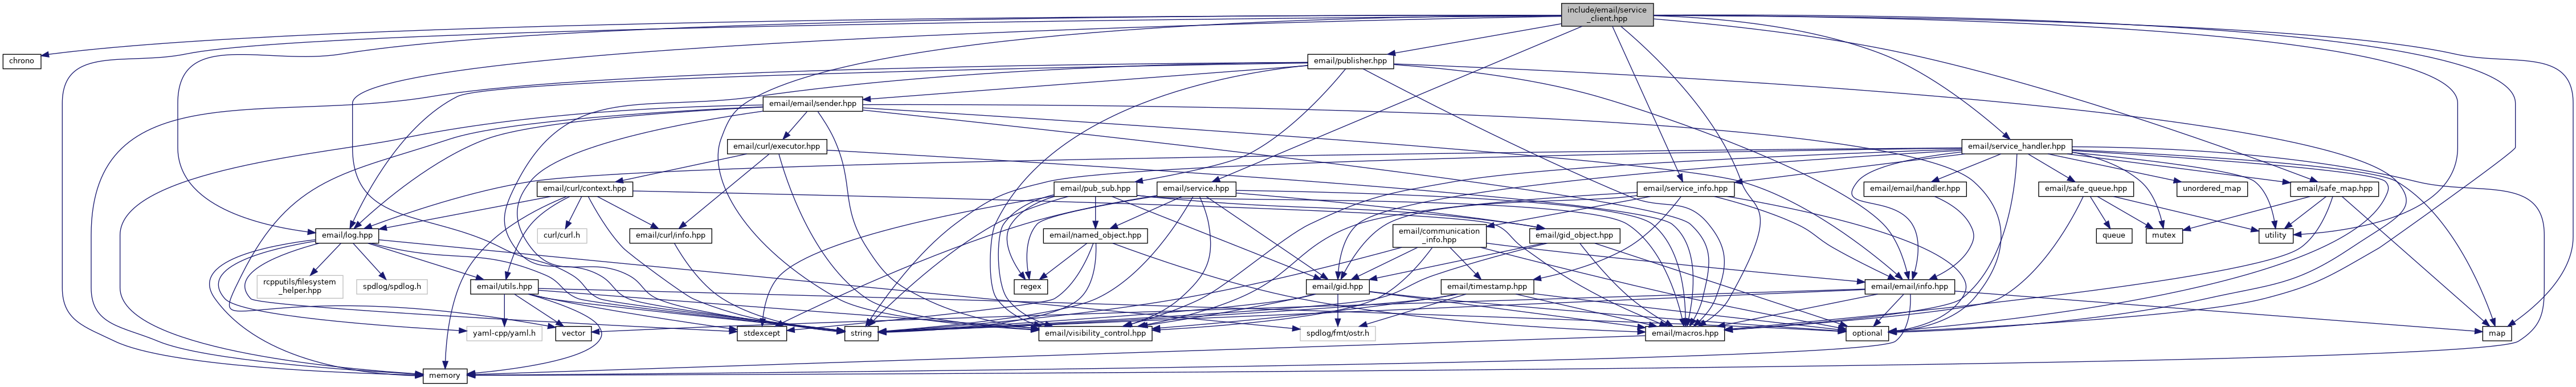 include/email/service
_client.hpp
chrono
email/publisher.hpp
email/email/sender.hpp
email/curl/executor.hpp
email/service_handler.hpp
email/curl/context.hpp
email/pub_sub.hpp
email/service.hpp
email/service_info.hpp
email/email/handler.hpp
email/safe_queue.hpp
unordered_map
email/safe_map.hpp
email/log.hpp
curl/curl.h
email/curl/info.hpp
email/named_object.hpp
email/communication
_info.hpp
email/gid_object.hpp
queue
mutex
utility
rcpputils/filesystem
_helper.hpp
spdlog/spdlog.h
email/utils.hpp
regex
email/gid.hpp
email/timestamp.hpp
email/email/info.hpp
yaml-cpp/yaml.h
vector
stdexcept
string
email/visibility_control.hpp
spdlog/fmt/ostr.h
email/macros.hpp
optional
map
memory